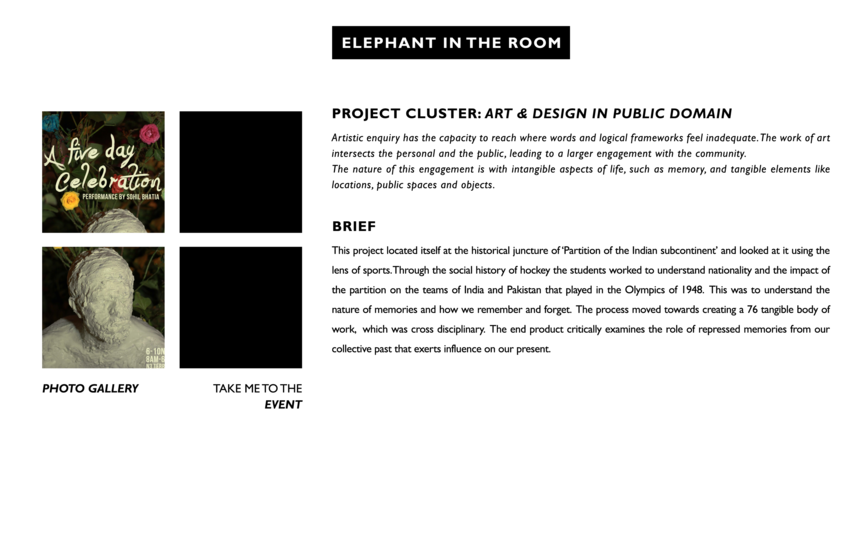 ELEPHANT IN THE ROOM
A five day
Celebration
PERFORMANCE BY SOHIL BHATIA
PHOTO GALLERY
TAKE ME TO THE
EVENT
PROJECT CLUSTER: ART & DESIGN IN PUBLIC DOMAIN
Artistic enquiry has the capacity to reach where words and logical frameworks feel inadequate. The work of art
intersects the personal and the public, leading to a larger engagement with the community.
The nature of this engagement is with intangible aspects of life, such as memory, and tangible elements like
locations, public spaces and objects.
BRIEF
This project located itself at the historical juncture of 'Partition of the Indian subcontinent' and looked at it using the
lens of sports. Through the social history of hockey the students worked to understand nationality and the impact of
the partition on the teams of India and Pakistan that played in the Olympics of 1948. This was to understand the
nature of memories and how we remember and forget. The process moved towards creating a 76 tangible body of
work, which was cross disciplinary. The end product critically examines the role of repressed memories from our
collective past that exerts influence on our present.